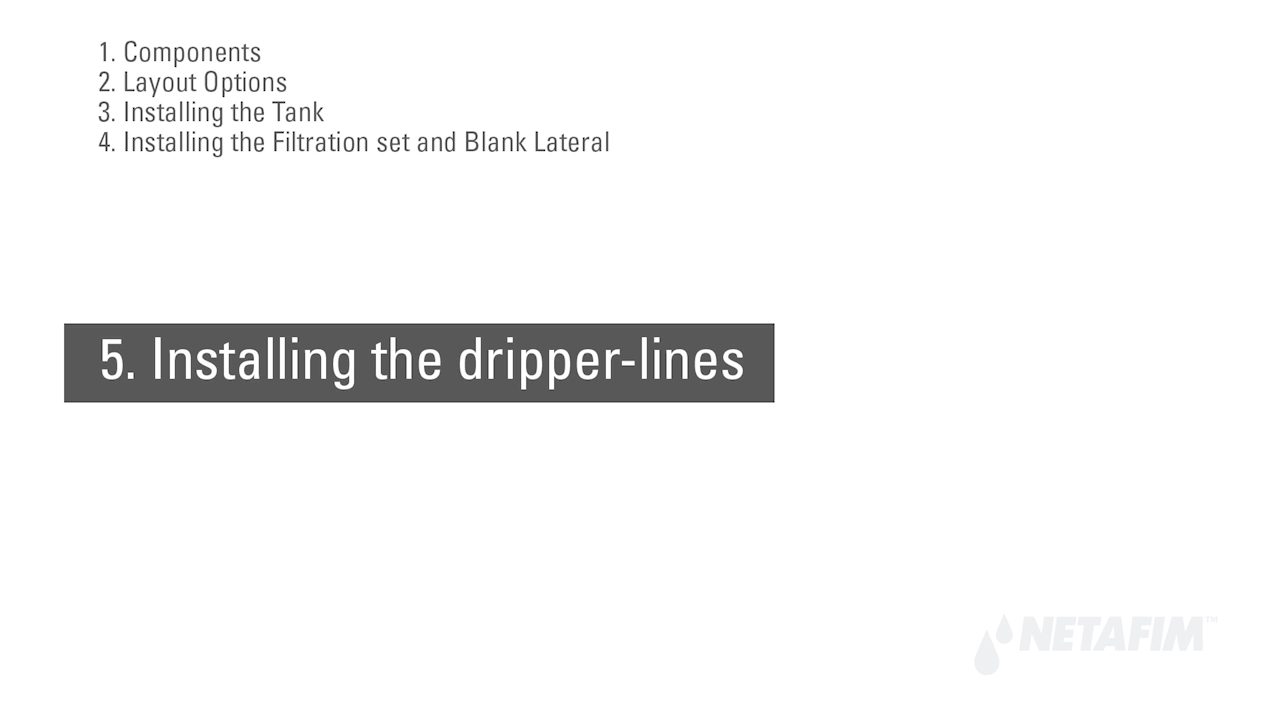 1. Components
2. Layout Options
3. Installing the Tank
4. Installing the Filtration set and Blank Lateral
5. Installing the dripper-lines
NETAFIM™